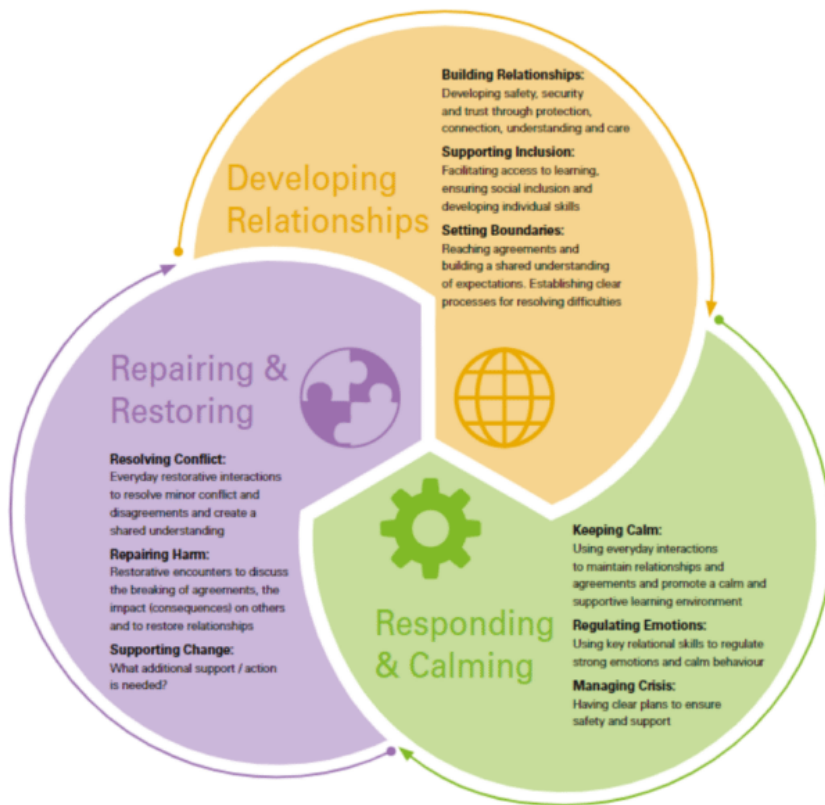 Developing
Relationships
Building Relationships:
Developing safety, security
and trust through protection,
connection, understanding and care
Supporting Inclusion:
Facilitating access to learning,
ensuring social inclusion and
developing individual skills
Setting Boundaries:
Reaching agreements and
building a shared understanding
of expectations. Establishing clear
processes for resolving difficulties
Responding
& Calming
Keeping Calm:
Using everyday interactions
to maintain relationships and
agreements and promote a calm and
supportive learning environment
Regulating Emotions:
Using key relational skills to regulate
strong emotions and calm behaviour
Managing Crisis:
Having clear plans to ensure
safety and support
Repairing &
Restoring
Resolving Conflict:
Everyday restorative interactions
to resolve minor conflict and
disagreements and create a
shared understanding
Repairing Harm:
Restorative encounters to discuss
the breaking of agreements, the
impact (consequences) on others
and to restore relationships
Supporting Change:
What additional support / action
is needed?